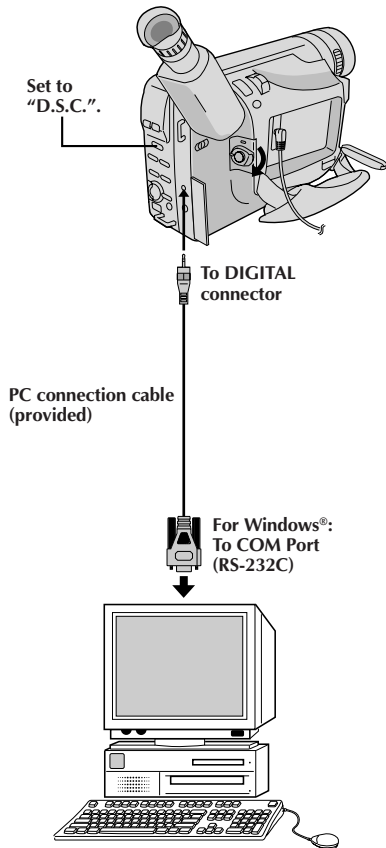 Set to
“D.S.C.”.
To DIGITAL
connector
PC connection cable
(provided)
For Windows®:
To COM Port
(RS-232C)